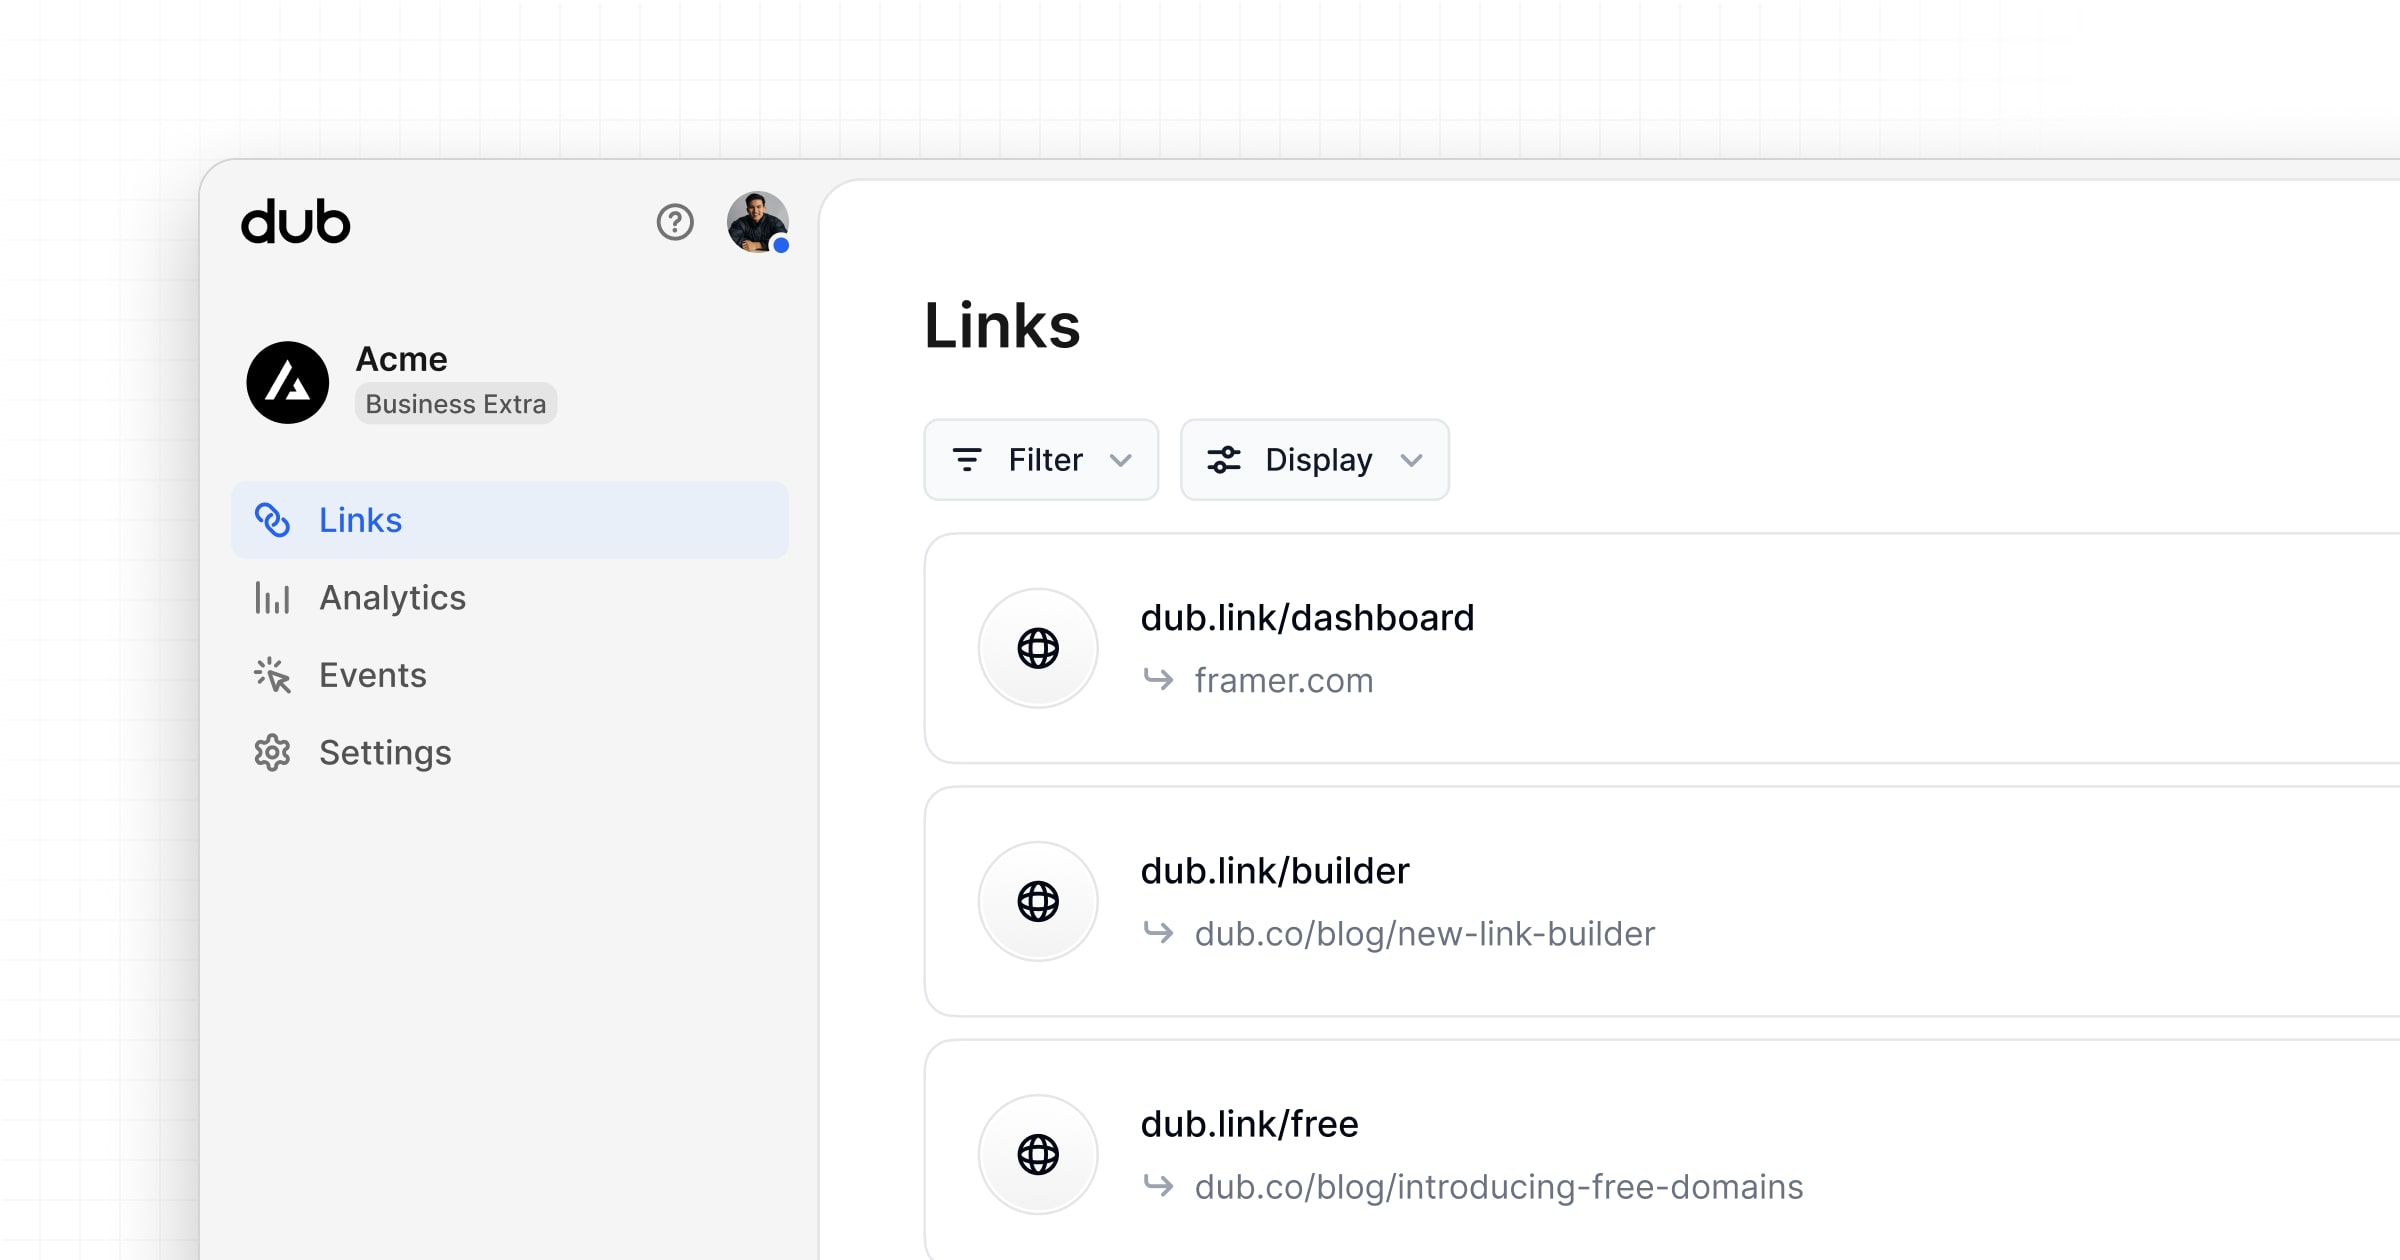 dub
Acme
Business Extra
Links
Analytics
Events
Settings
Links
Filter
Display
dub.link/dashboard
framer.com
dub.link/builder
dub.co/blog/new-link-builder
dub.link/free
dub.co/blog/introducing-free-domains